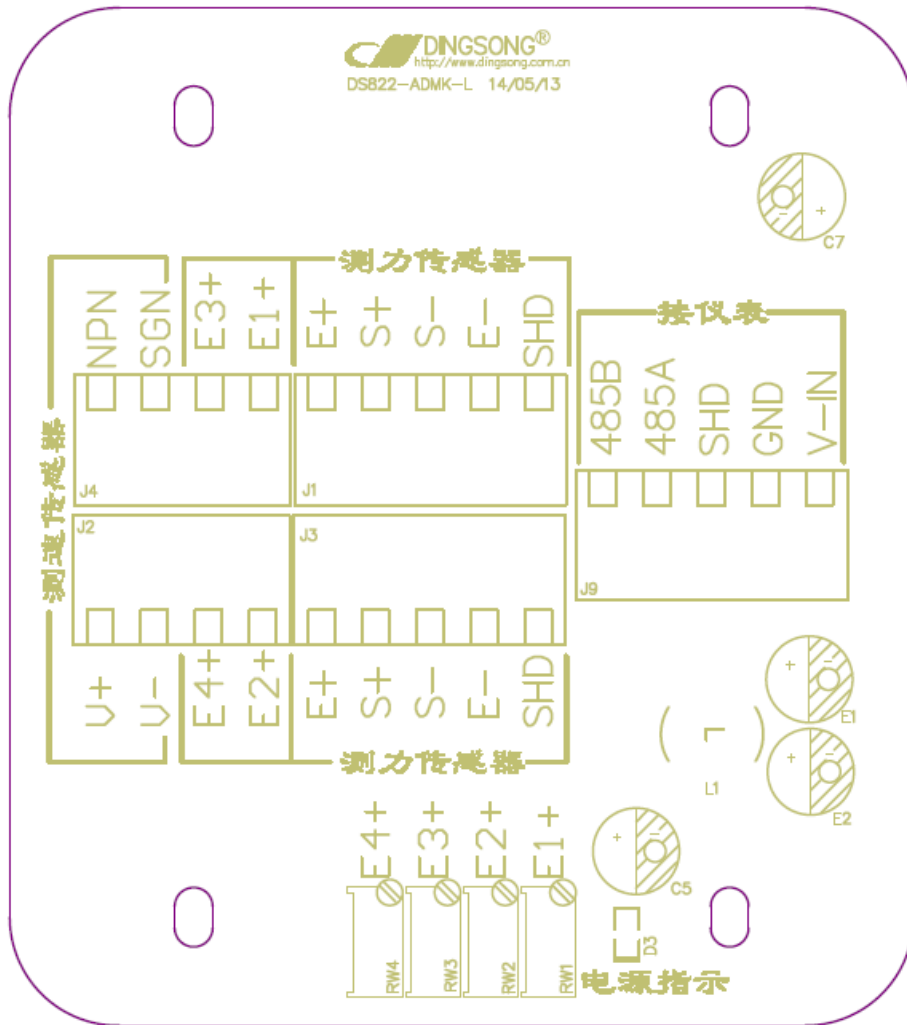 DINGSONG®
http://www.dingsong.com.cn
DS822-ADMK-L 14/05/13
C7
测力传感器
NPN SGN E3+ E1+ E+ S+ S- E- SHD
接仪表
485B 485A SHD GND V-IN
J4 J1
测速传感器
J2 J3
J9
V+ V- E4+ E2+ E+ S+ S- E- SHD
测力传感器
E1
L
L1
E2
E4+ E3+ E2+ E1+
C5
RW4 RW3 RW2 RW1
D3
电源指示